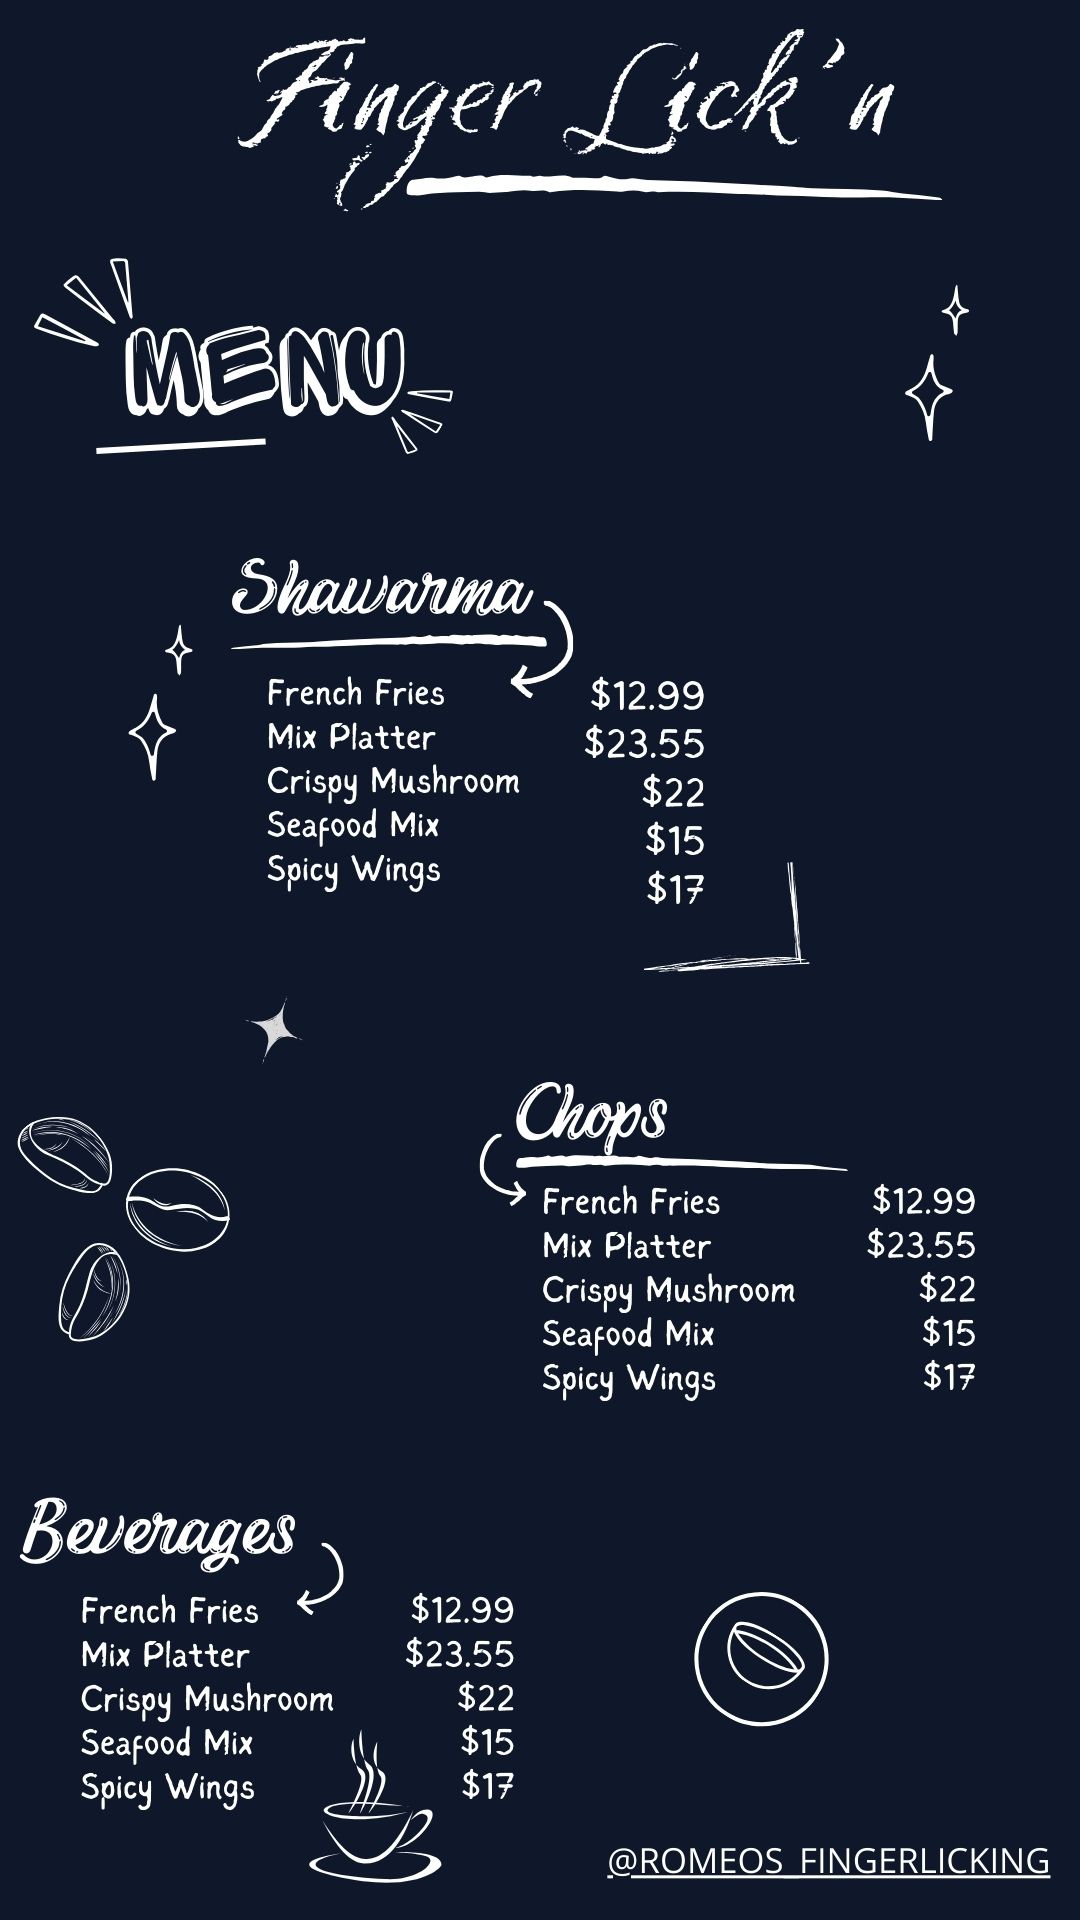 Finger Lick'n
MENU
Shawarma
French Fries $12.99
Mix Platter $23.55
Crispy Mushroom $22
Seafood Mix $15
Spicy Wings $17
Chops
French Fries $12.99
Mix Platter $23.55
Crispy Mushroom $22
Seafood Mix $15
Spicy Wings $17
Beverages
French Fries $12.99
Mix Platter $23.55
Crispy Mushroom $22
Seafood Mix $15
Spicy Wings $17
@ROMEOS_FINGERLICKING